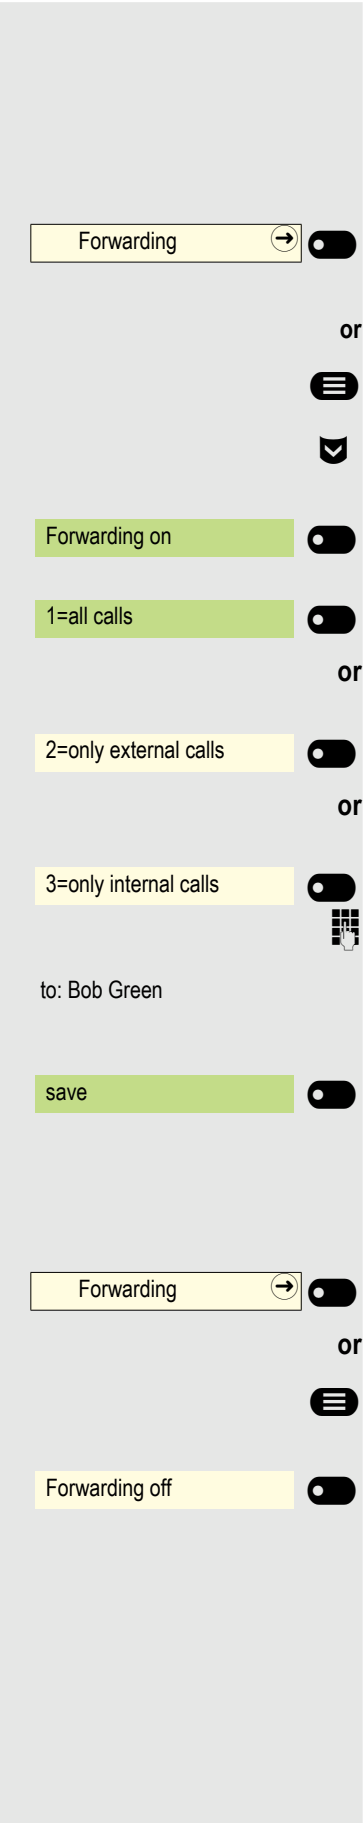 Forwarding
or
Forwarding on
1=all calls
or
2=only external calls
or
3=only internal calls
to: Bob Green
save
Forwarding
or
Forwarding off